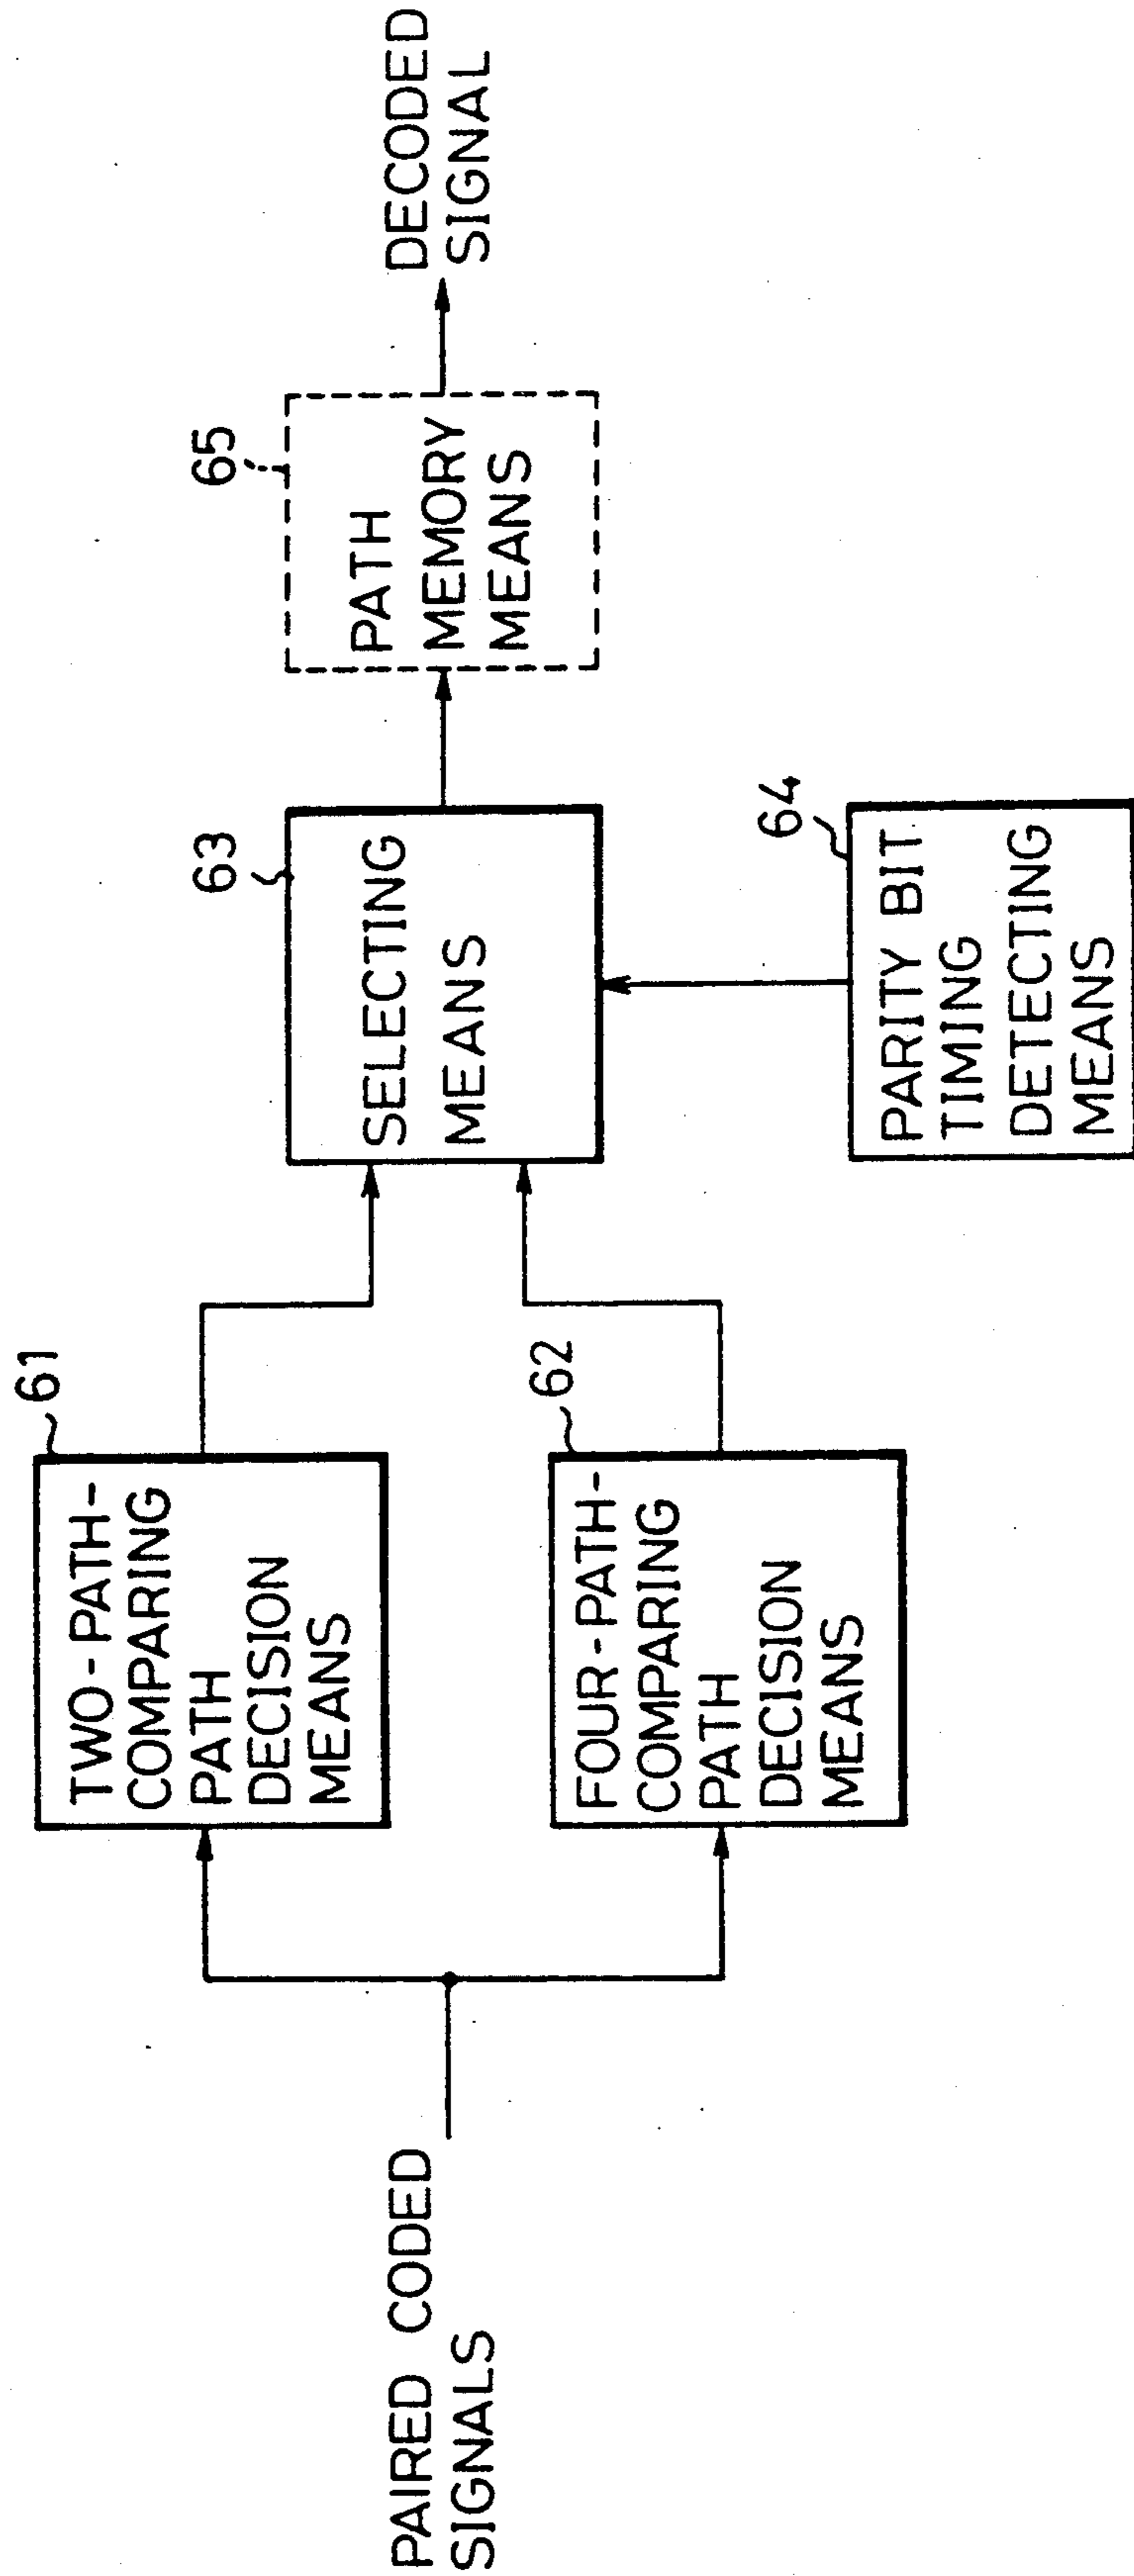 PAIRED CODED
SIGNALS
61
TWO-PATH-
COMPARING
PATH
DECISION
MEANS
62
FOUR-PATH-
COMPARING
PATH
DECISION
MEANS
63
SELECTING
MEANS
64
PARITY BIT
TIMING
DETECTING
MEANS
65
PATH
MEMORY
MEANS
DECODED
SIGNAL